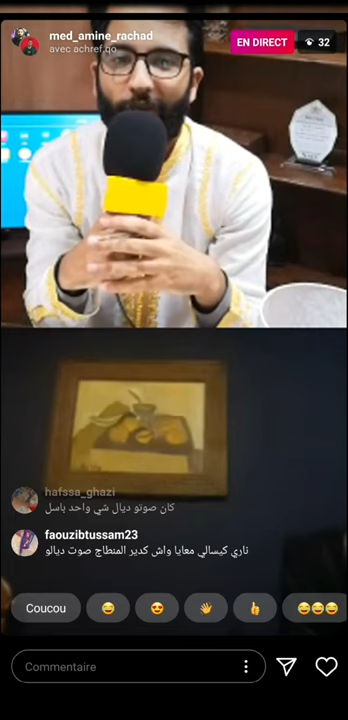 med_amine_rachad
avec achref.qo
EN DIRECT
32
hafssa_ghazi
كان صوتو ديال شي واحد باسل
faouzibtussam23
ناري كيسالي معايا واش كدير المنطاج صوت ديالو
Coucou
Commentaire